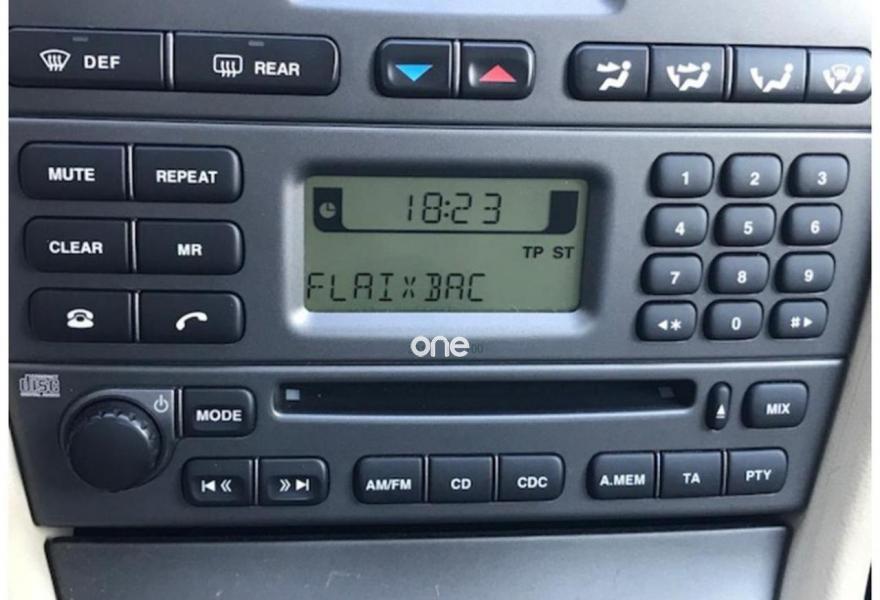 DEF REAR
MUTE REPEAT 18:23 1 2 3
CLEAR MR TP ST 4 5 6
FLAIXBAC 7 8 9
* 0 #
one
disc MODE MIX
AM/FM CD CDC A.MEM TA PTY